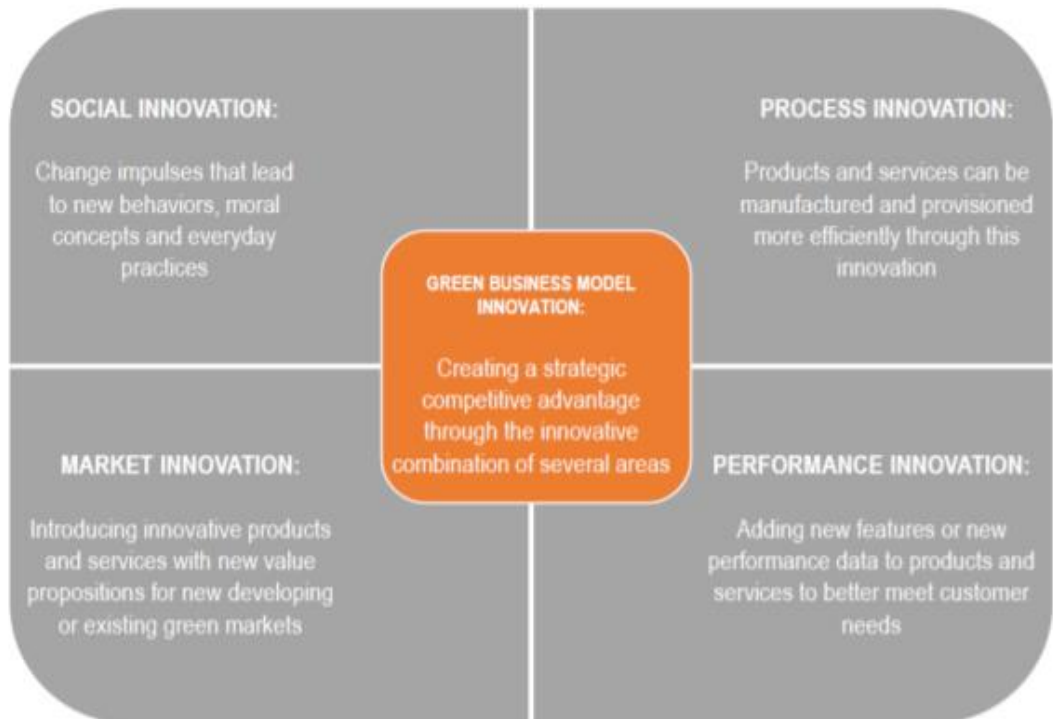 SOCIAL INNOVATION:
Change impulses that lead
to new behaviors, moral
concepts and everyday
practices
PROCESS INNOVATION:
Products and services can be
manufactured and provisioned
more efficiently through this
innovation
GREEN BUSINESS MODEL
INNOVATION:
Creating a strategic
competitive advantage
through the innovative
combination of several areas
MARKET INNOVATION:
Introducing innovative products
and services with new value
propositions for new developing
or existing green markets
PERFORMANCE INNOVATION:
Adding new features or new
performance data to products and
services to better meet customer
needs